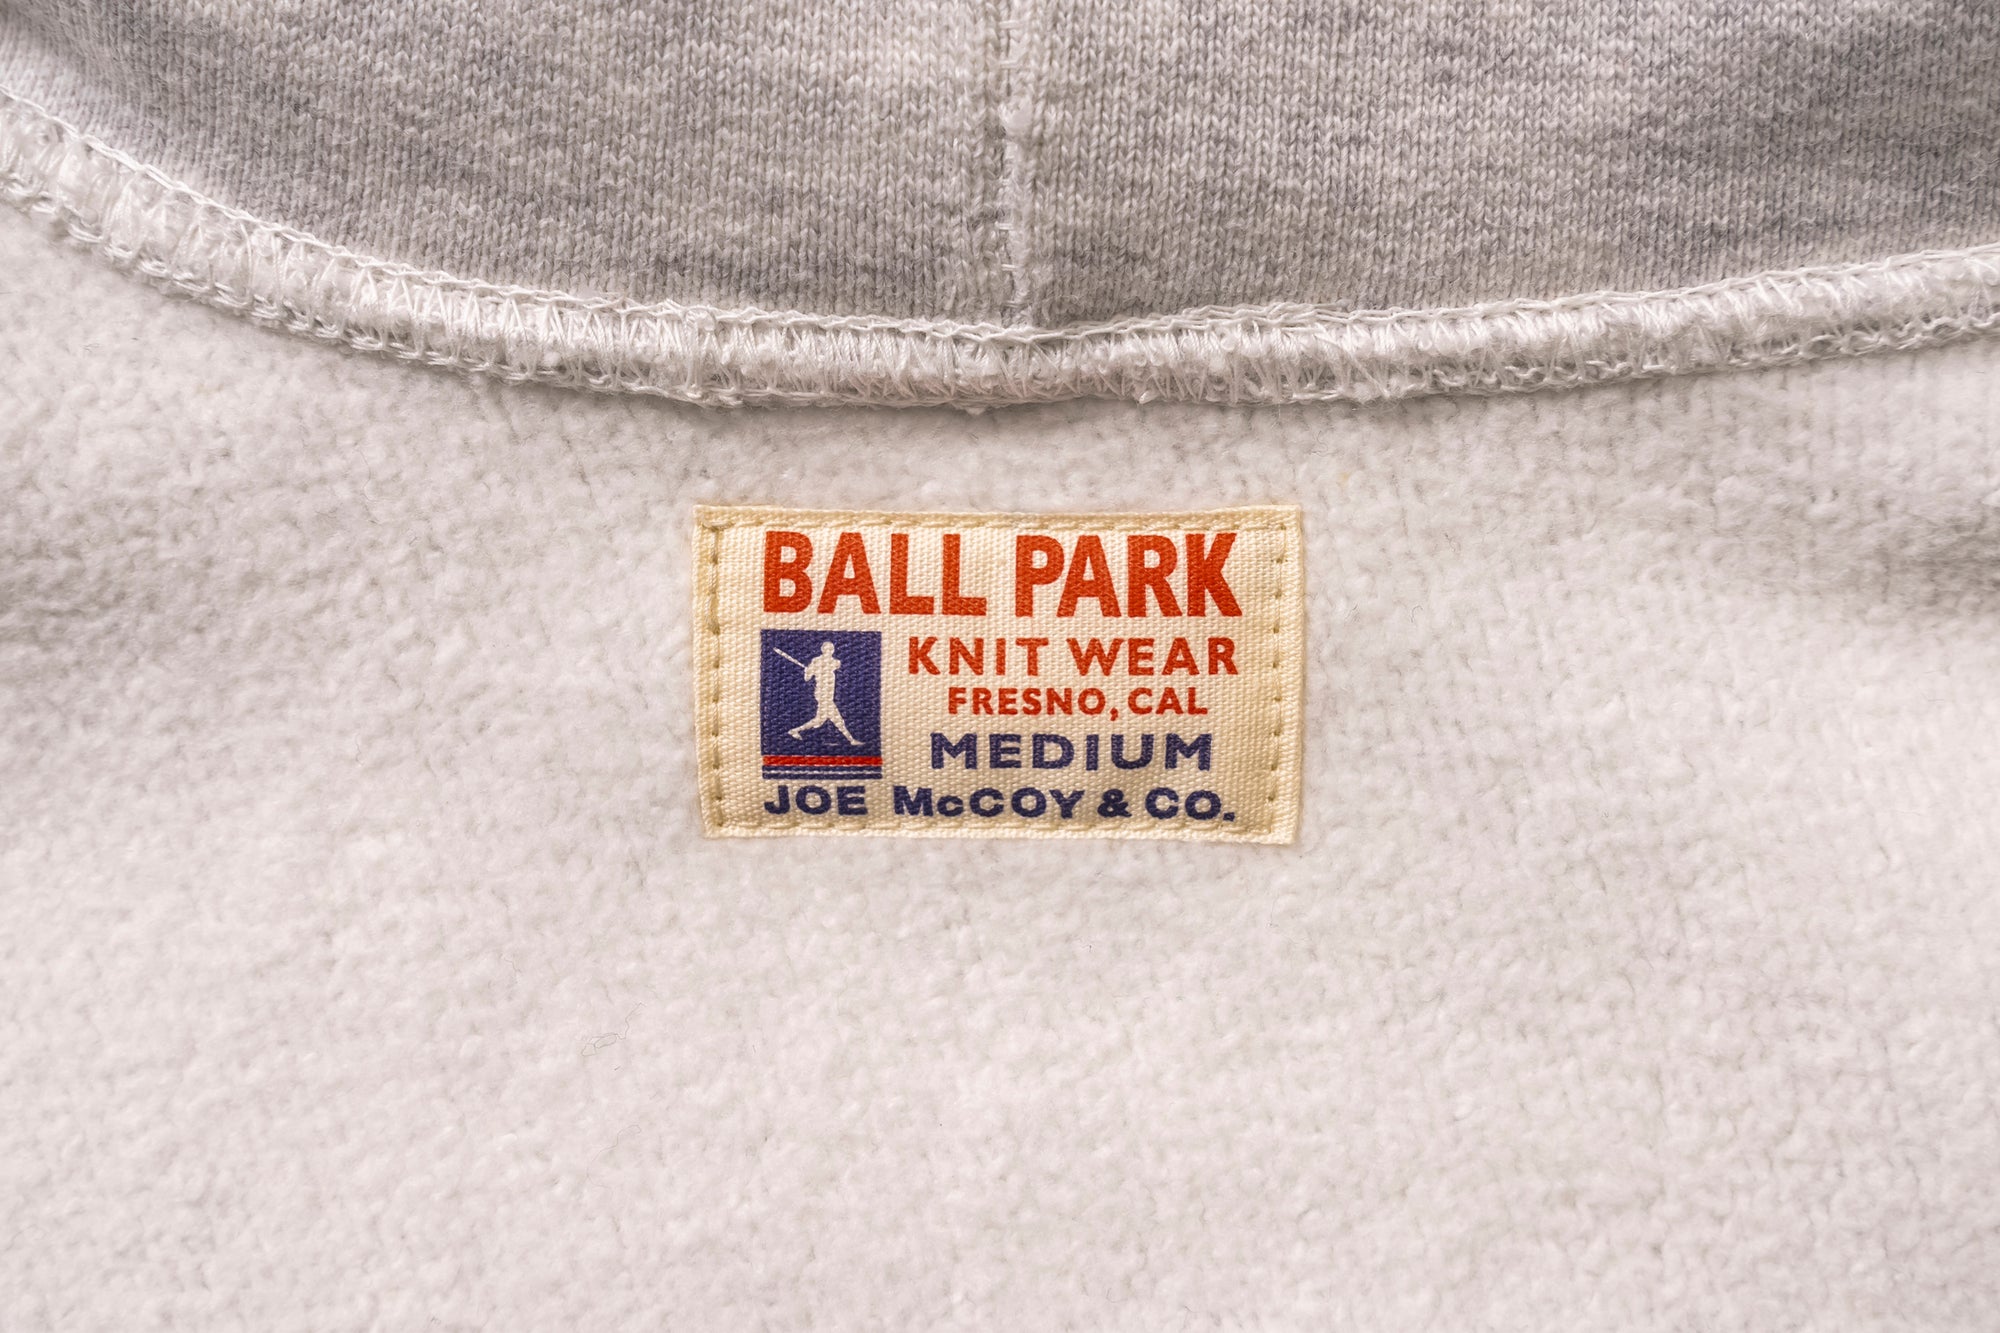 BALL PARK
KNIT WEAR
FRESNO, CAL
MEDIUM
JOE McCOY & CO.